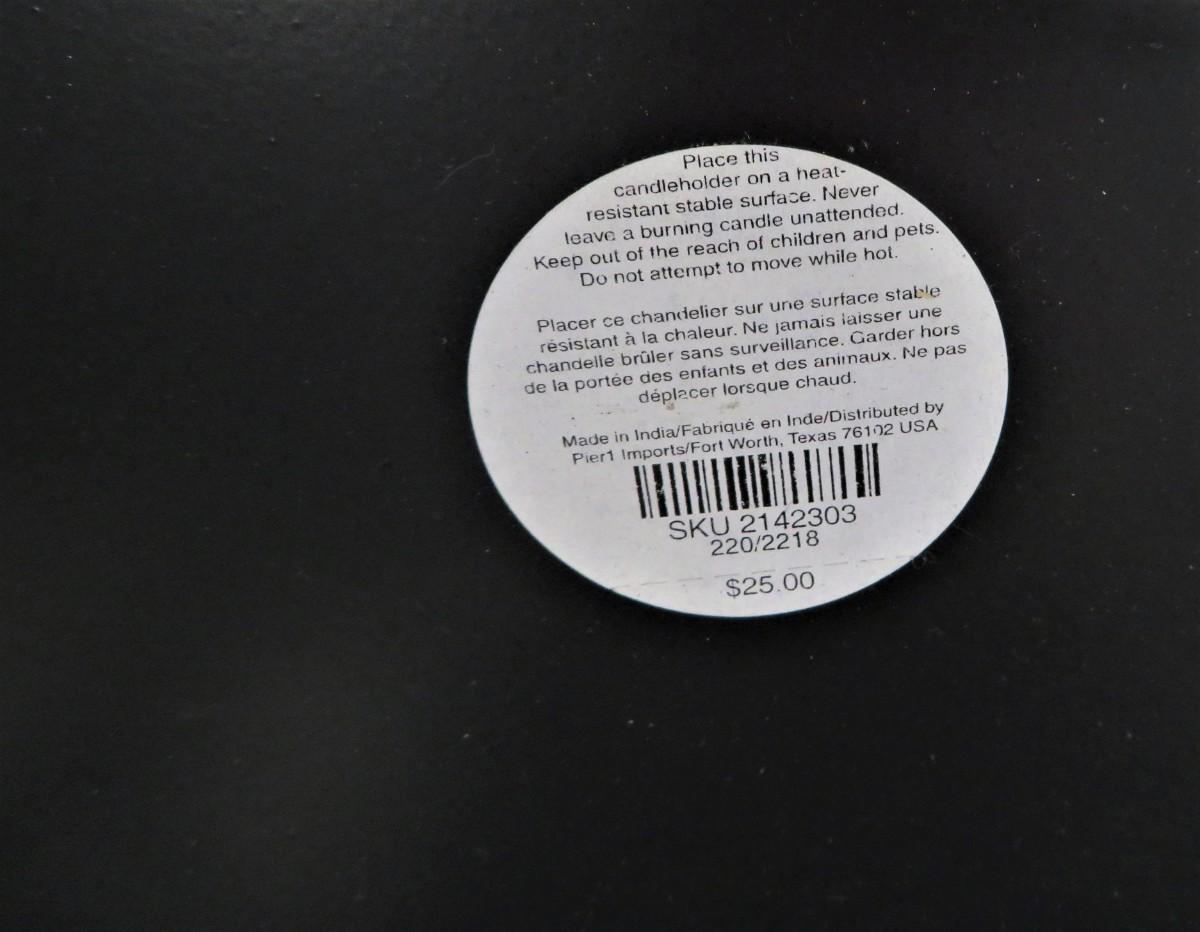 Place this
candleholder on a heat-
resistant stable surface. Never
leave a burning candle unattended.
Keep out of the reach of children and pets.
Do not attempt to move while hot.
Placer ce chandelier sur une surface stable
résistant à la chaleur. Ne jamais laisser une
chandelle brûler sans surveillance. Garder hors
de la portée des enfants et des animaux. Ne pas
déplacer lorsque chaud.
Made in India/Fabriqué en Inde/Distributed by
Pier1 Imports/Fort Worth, Texas 76102 USA
SKU 2142303
220/2218
$25.00